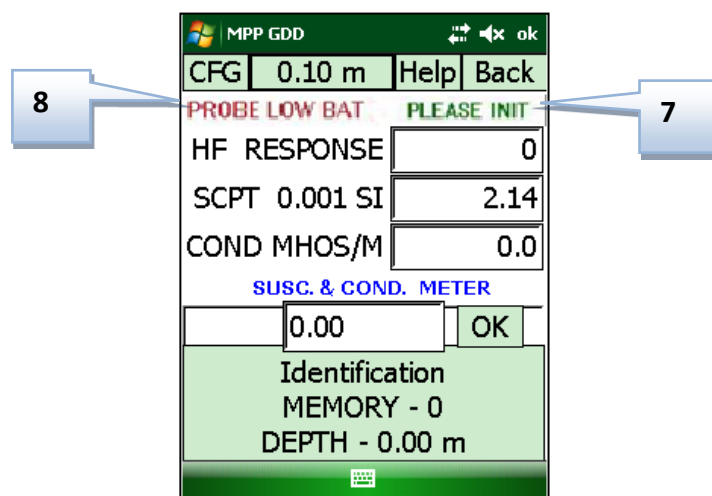 MPP GDD ok
CFG 0.10 m Help Back
8
PROBE LOW BAT PLEASE INIT
7
HF RESPONSE 0
SCPT 0.001 SI 2.14
COND MHOS/M 0.0
SUSC. & COND. METER
0.00 OK
Identification
MEMORY - 0
DEPTH - 0.00 m